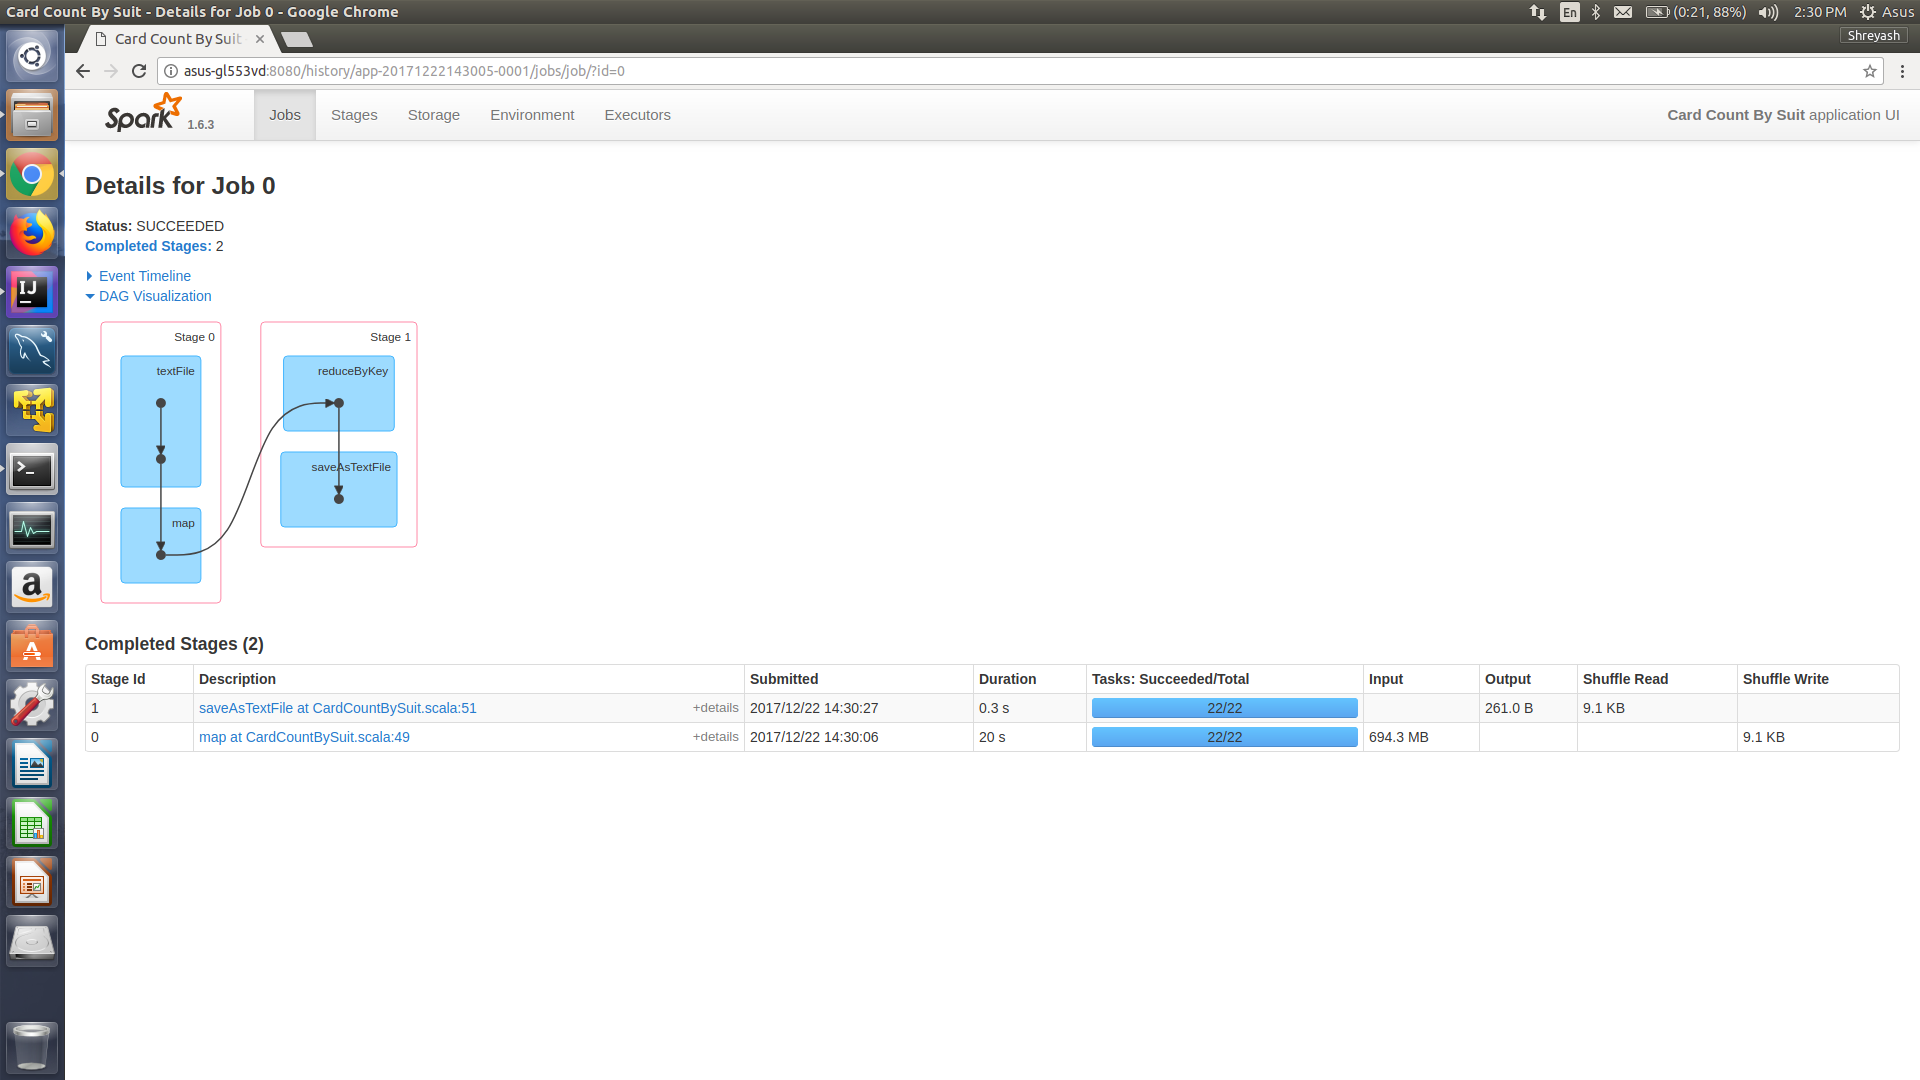 Card Count By Suit - Details for Job 0 - Google Chrome
En (0:21, 88%) 2:30 PM Asus
Card Count By Suit
Shreyash
asus-gl553vd:8080/history/app-20171222143005-0001/jobs/job/?id=0
Spark 1.6.3 Jobs Stages Storage Environment Executors Card Count By Suit application UI
Details for Job 0
Status: SUCCEEDED
Completed Stages: 2
Event Timeline
DAG Visualization
Stage 0 Stage 1
textFile reduceByKey
saveAsTextFile
map
Completed Stages (2)
Stage Id Description Submitted Duration Tasks: Succeeded/Total Input Output Shuffle Read Shuffle Write
1 saveAsTextFile at CardCountBySuit.scala:51 +details 2017/12/22 14:30:27 0.3 s 22/22 261.0 B 9.1 KB
0 map at CardCountBySuit.scala:49 +details 2017/12/22 14:30:06 20 s 22/22 694.3 MB 9.1 KB
IJ
>_
a
A